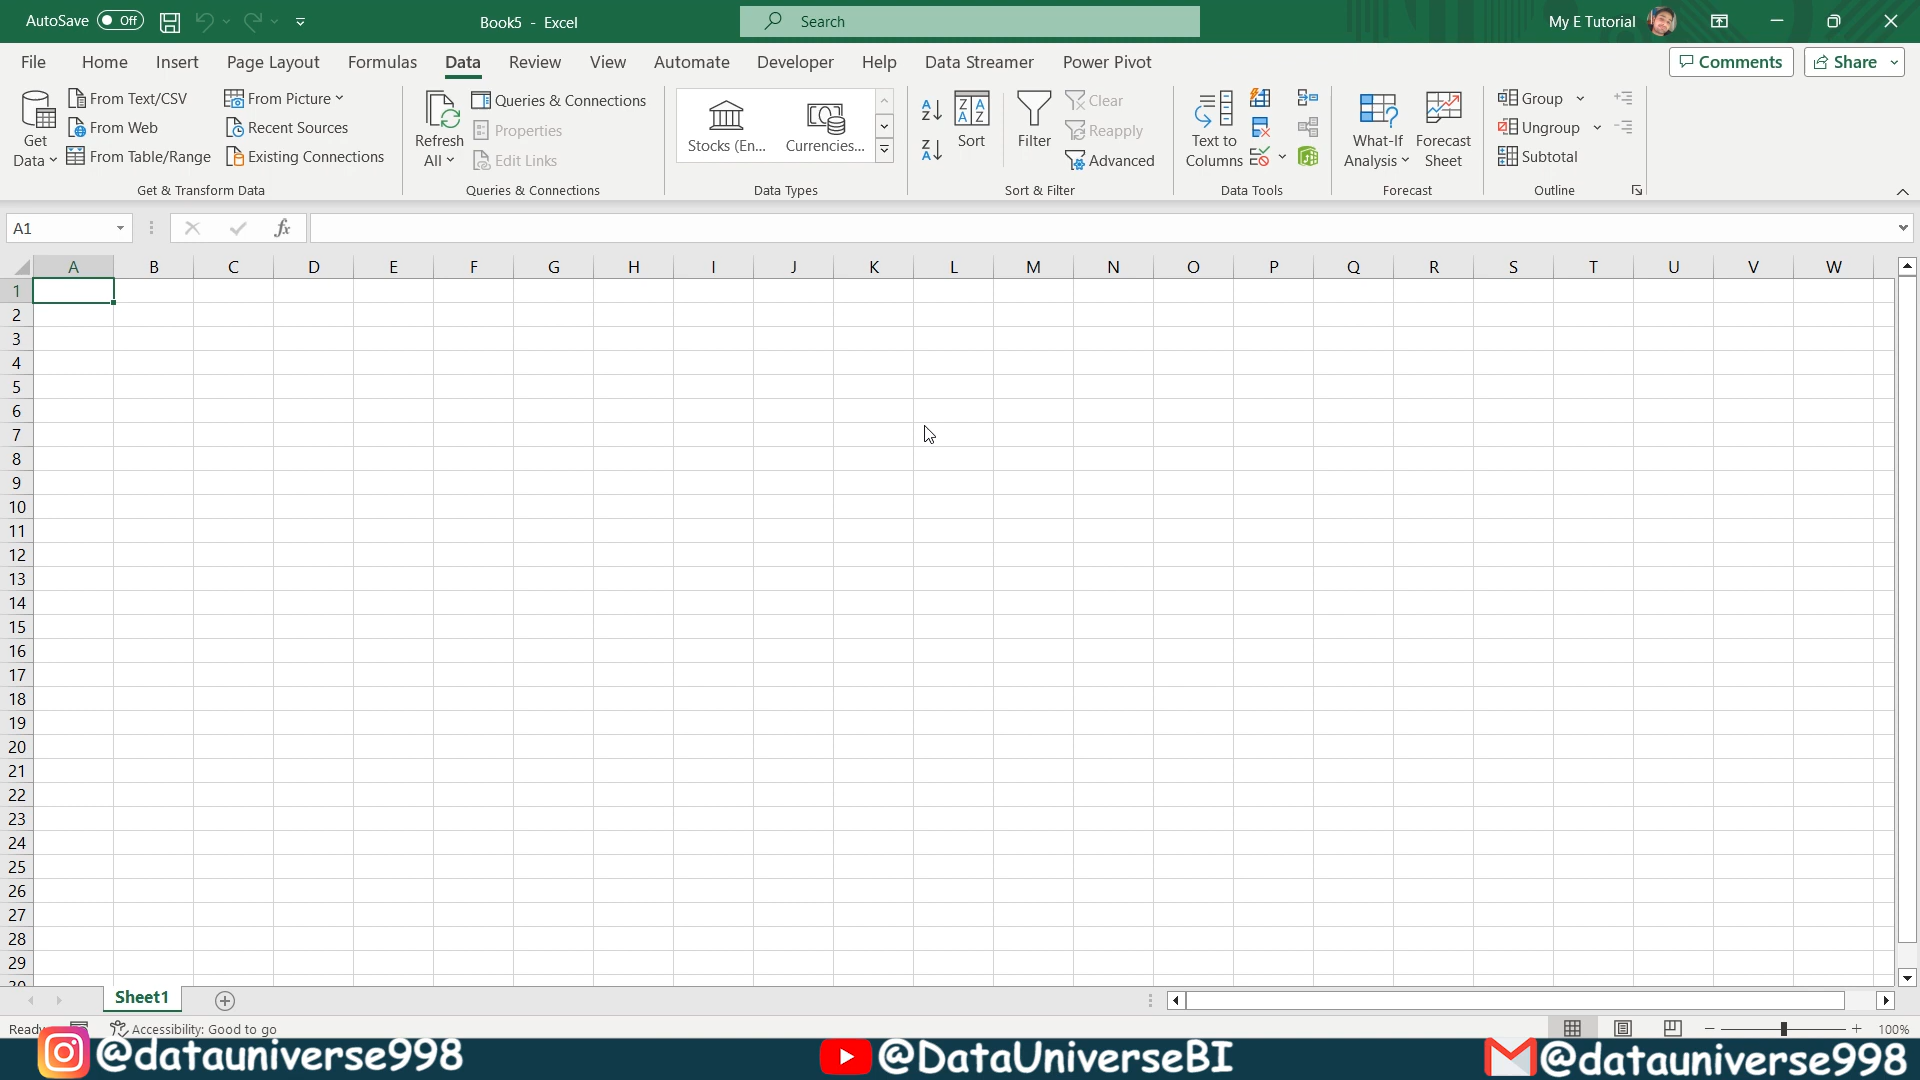 AutoSave Off Book5 - Excel Search My E Tutorial
File Home Insert Page Layout Formulas Data Review View Automate Developer Help Data Streamer Power Pivot Comments Share
Get Data
From Text/CSV
From Web
From Table/Range
From Picture
Recent Sources
Existing Connections
Get & Transform Data
Refresh All
Queries & Connections
Properties
Edit Links
Queries & Connections
Stocks (En...
Currencies...
Data Types
Sort
Filter
Clear
Reapply
Advanced
Sort & Filter
Text to Columns
Data Tools
What-If Analysis
Forecast Sheet
Forecast
Group
Ungroup
Subtotal
Outline
A1 fx
A B C D E F G H I J K L M N O P Q R S T U V W
1
2
3
4
5
6
7
8
9
10
11
12
13
14
15
16
17
18
19
20
21
22
23
24
25
26
27
28
29
Sheet1
Ready Accessibility: Good to go 100%
@datauniverse998 @DataUniverseBI @datauniverse998